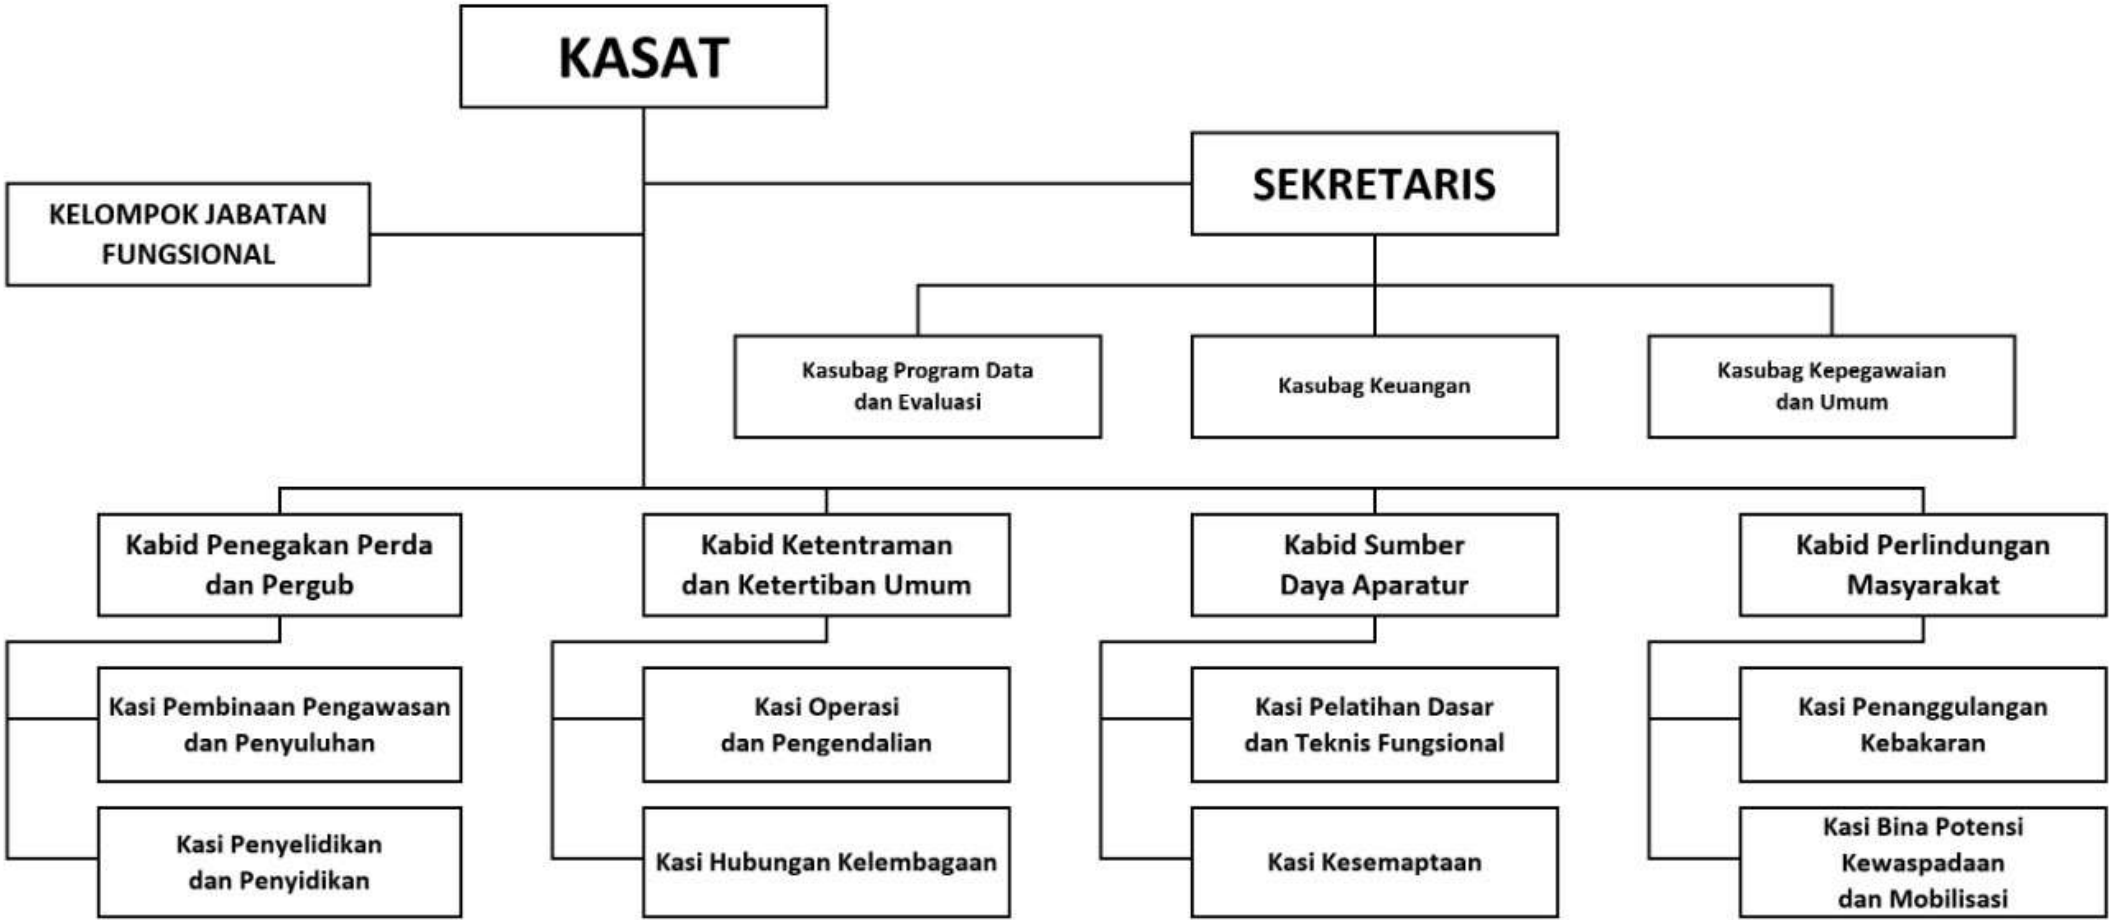 KASAT
SEKRETARIS
KELOMPOK JABATAN
FUNGSIONAL
Kasubag Program Data
dan Evaluasi
Kasubag Keuangan
Kasubag Kepegawaian
dan Umum
Kabid Penegakan Perda
dan Pergub
Kabid Ketentraman
dan Ketertiban Umum
Kabid Sumber
Daya Aparatur
Kabid Perlindungan
Masyarakat
Kasi Pembinaan Pengawasan
dan Penyuluhan
Kasi Operasi
dan Pengendalian
Kasi Pelatihan Dasar
dan Teknis Fungsional
Kasi Penanggulangan
Kebakaran
Kasi Penyelidikan
dan Penyidikan
Kasi Hubungan Kelembagaan
Kasi Kesemaptaan
Kasi Bina Potensi
Kewaspadaan
dan Mobilisasi